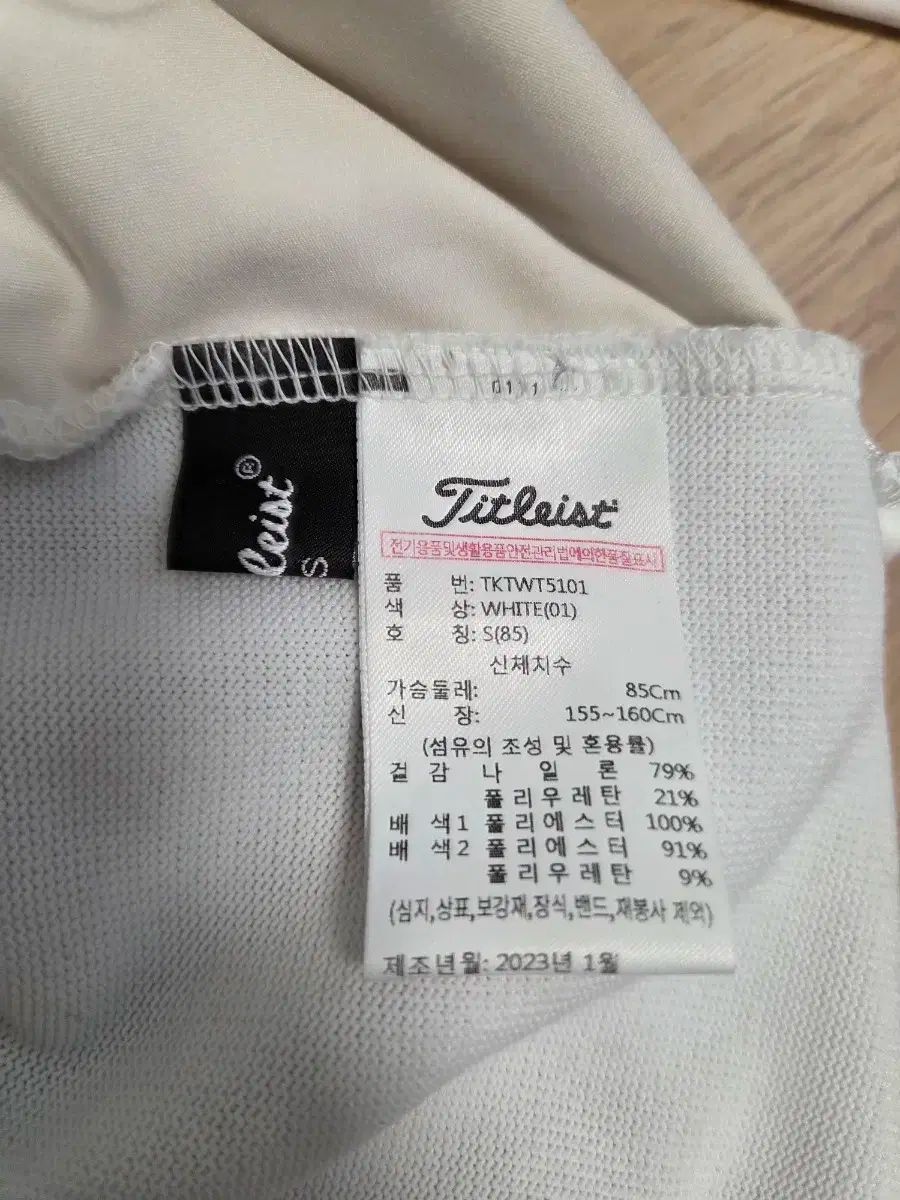 leist®
S
Titleist
전기용품및생활용품안전관리법에의한품질표시
품 번: TKTWT5101
색 상: WHITE(01)
호 칭: S(85)
신체치수
가슴둘레: 85Cm
신 장: 155~160Cm
(섬유의 조성 및 혼용률)
겉 감 나 일 론 79%
폴 리 우 레 탄 21%
배 색1 폴 리 에 스 터 100%
배 색2 폴 리 에 스 터 91%
폴 리 우 레 탄 9%
(심지,상표,보강재,장식,밴드,재봉사 제외)
제조년월: 2023년 1월